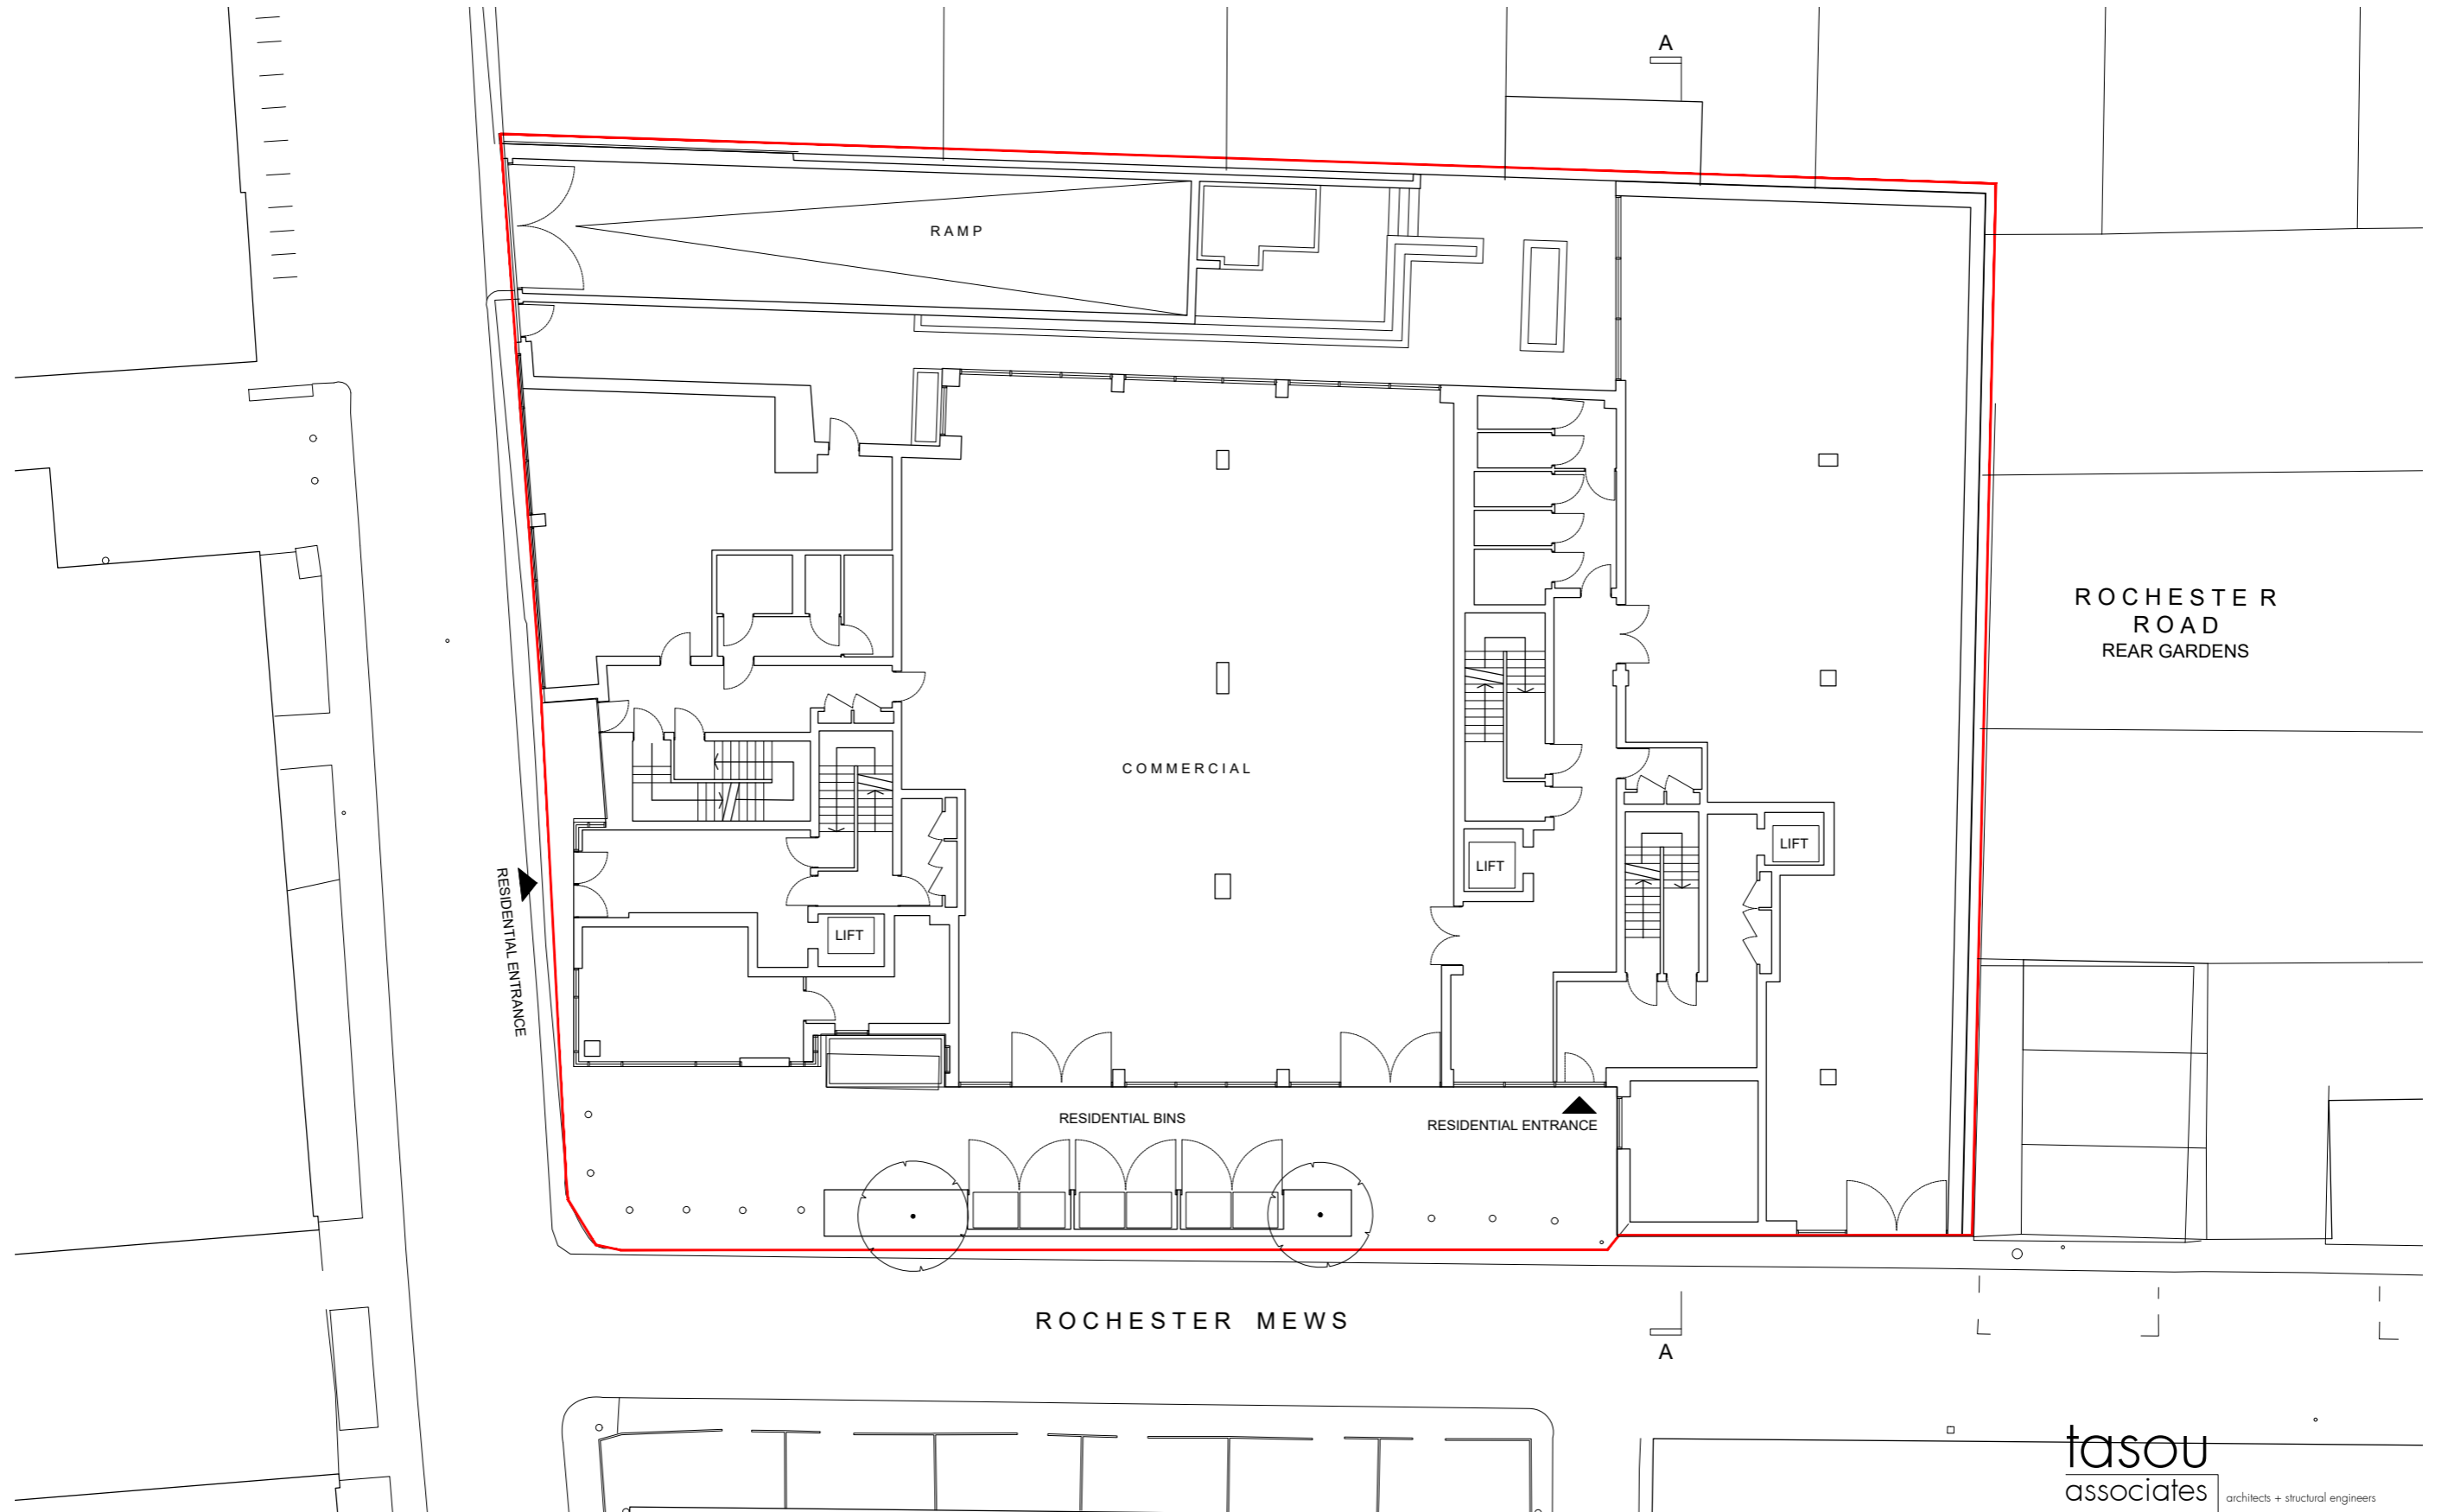 A
RAMP
ROCHESTER
ROAD
REAR GARDENS
COMMERCIAL
LIFT
LIFT
LIFT
RESIDENTIAL ENTRANCE
RESIDENTIAL BINS
RESIDENTIAL ENTRANCE
ROCHESTER MEWS
A
tasou
associates
architects + structural engineers